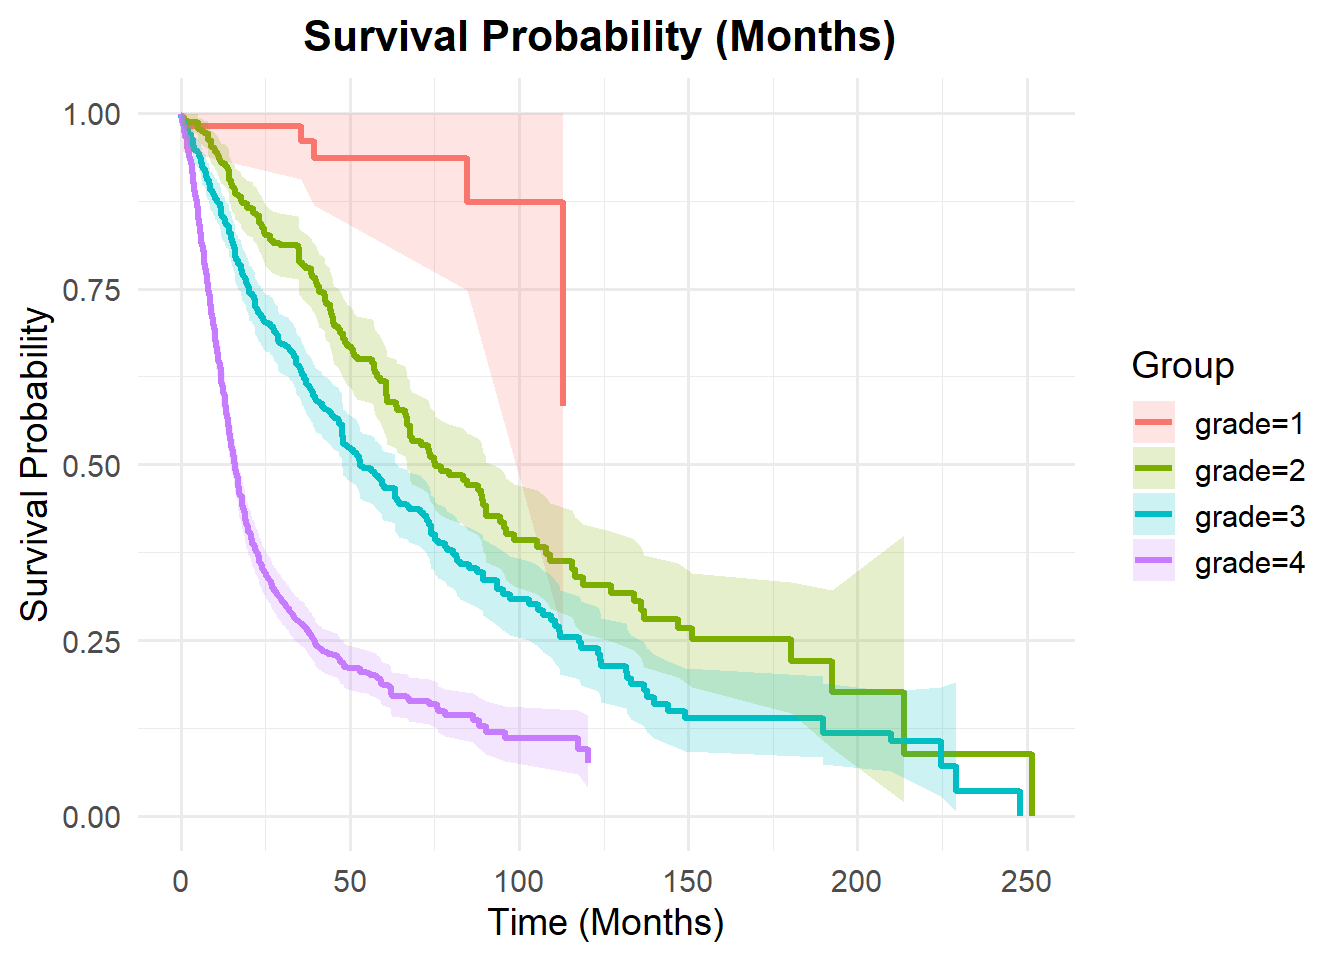 Survival Probability (Months)
1.00
0.75
0.50
0.25
0.00
Survival Probability
0 50 100 150 200 250
Time (Months)
Group
grade=1
grade=2
grade=3
grade=4